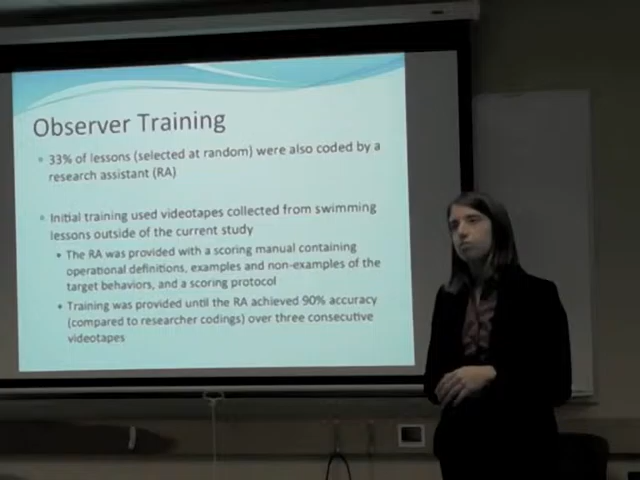 Observer Training
33% of lessons (selected at random) were also coded by a
research assistant (RA)
Initial training used videotapes collected from swimming
lessons outside of the current study
The RA was provided with a scoring manual containing
operational definitions, examples and non-examples of the
target behaviors, and a scoring protocol
Training was provided until the RA achieved 90% accuracy
(compared to researcher codings) over three consecutive
videotapes